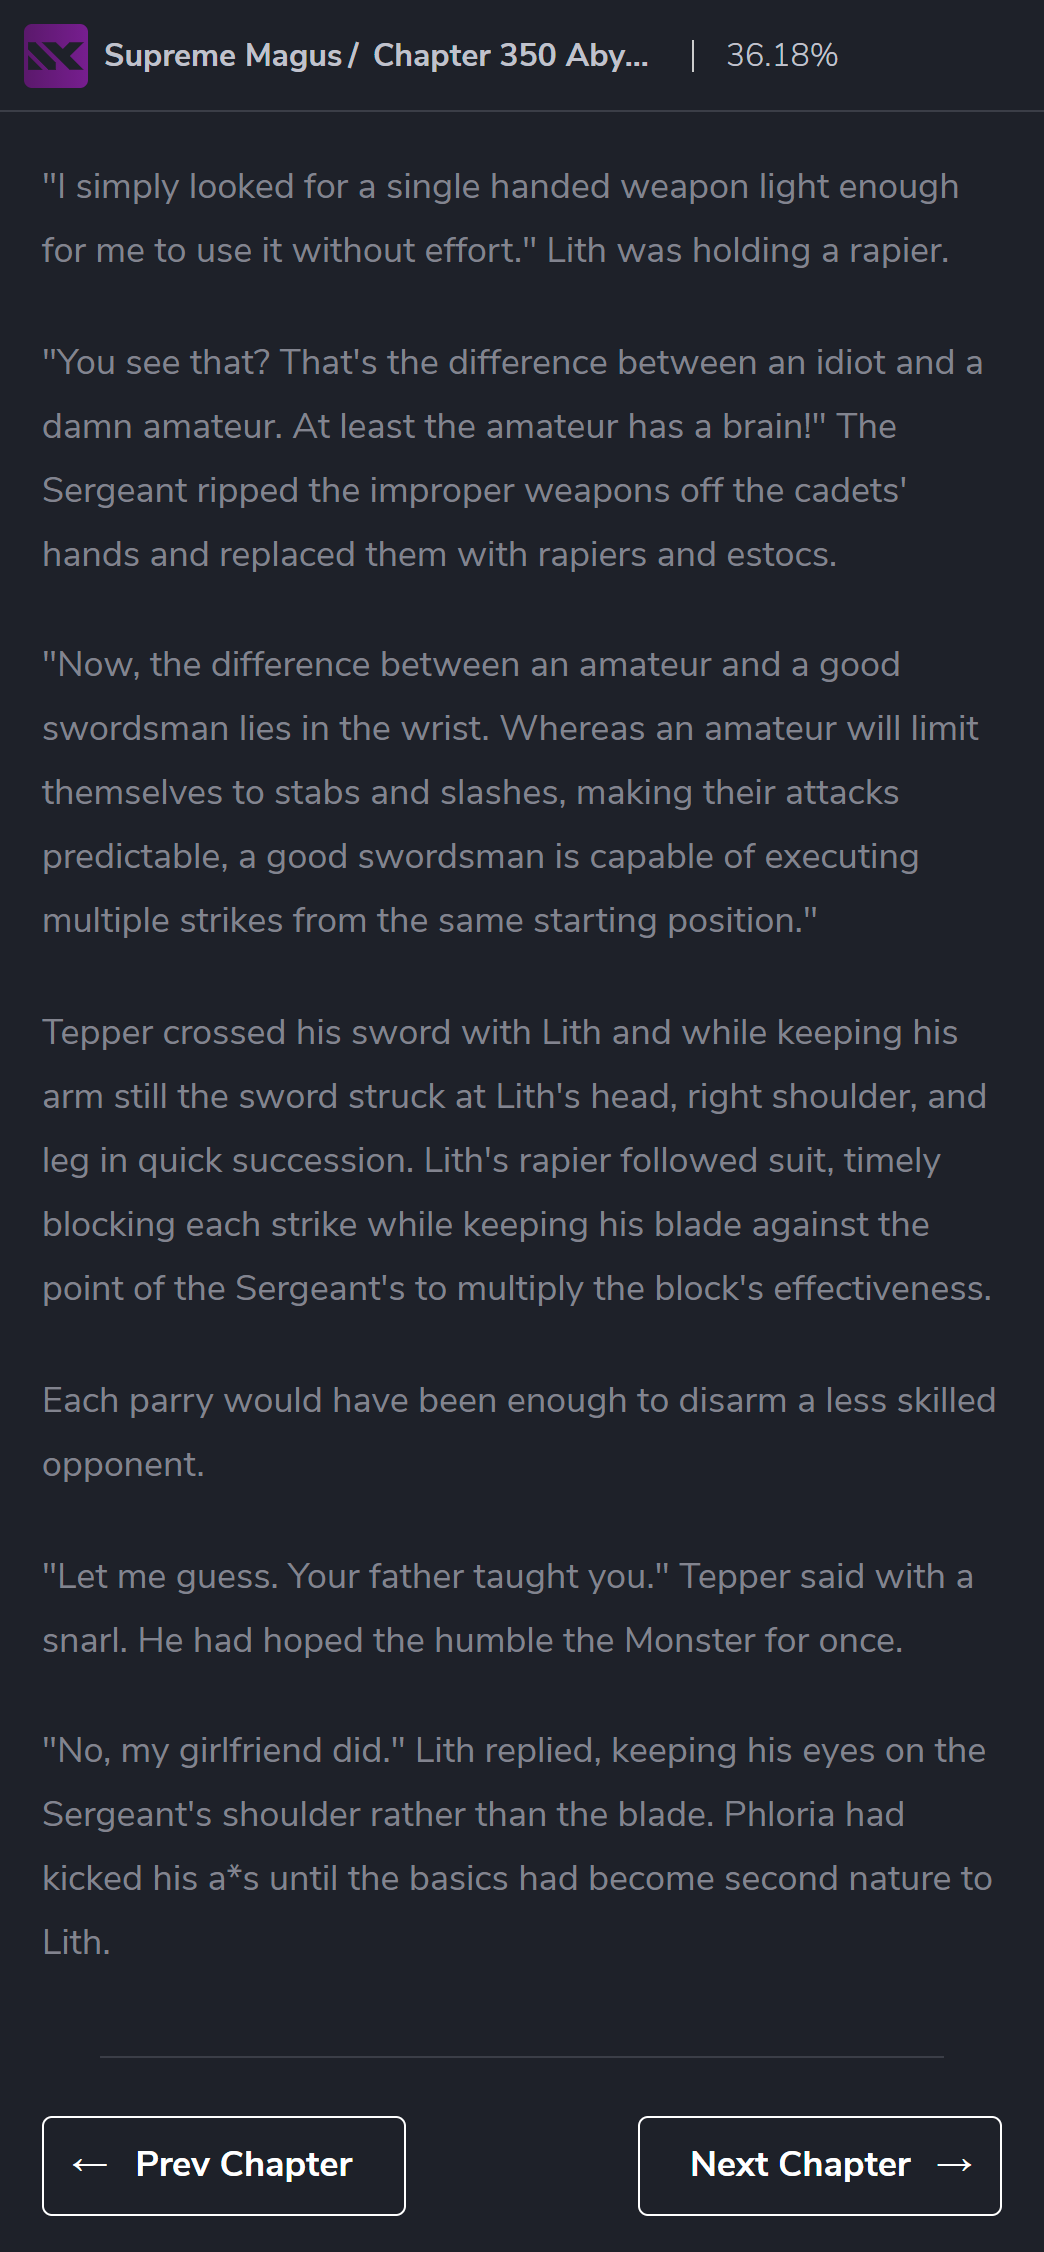 Supreme Magus / Chapter 350 Aby... | 36.18%
"I simply looked for a single handed weapon light enough
for me to use it without effort." Lith was holding a rapier.
"You see that? That's the difference between an idiot and a
damn amateur. At least the amateur has a brain!" The
Sergeant ripped the improper weapons off the cadets'
hands and replaced them with rapiers and estocs.
"Now, the difference between an amateur and a good
swordsman lies in the wrist. Whereas an amateur will limit
themselves to stabs and slashes, making their attacks
predictable, a good swordsman is capable of executing
multiple strikes from the same starting position."
Tepper crossed his sword with Lith and while keeping his
arm still the sword struck at Lith's head, right shoulder, and
leg in quick succession. Lith's rapier followed suit, timely
blocking each strike while keeping his blade against the
point of the Sergeant's to multiply the block's effectiveness.
Each parry would have been enough to disarm a less skilled
opponent.
"Let me guess. Your father taught you." Tepper said with a
snarl. He had hoped the humble the Monster for once.
"No, my girlfriend did." Lith replied, keeping his eyes on the
Sergeant's shoulder rather than the blade. Phloria had
kicked his a*s until the basics had become second nature to
Lith.
← Prev Chapter
Next Chapter →